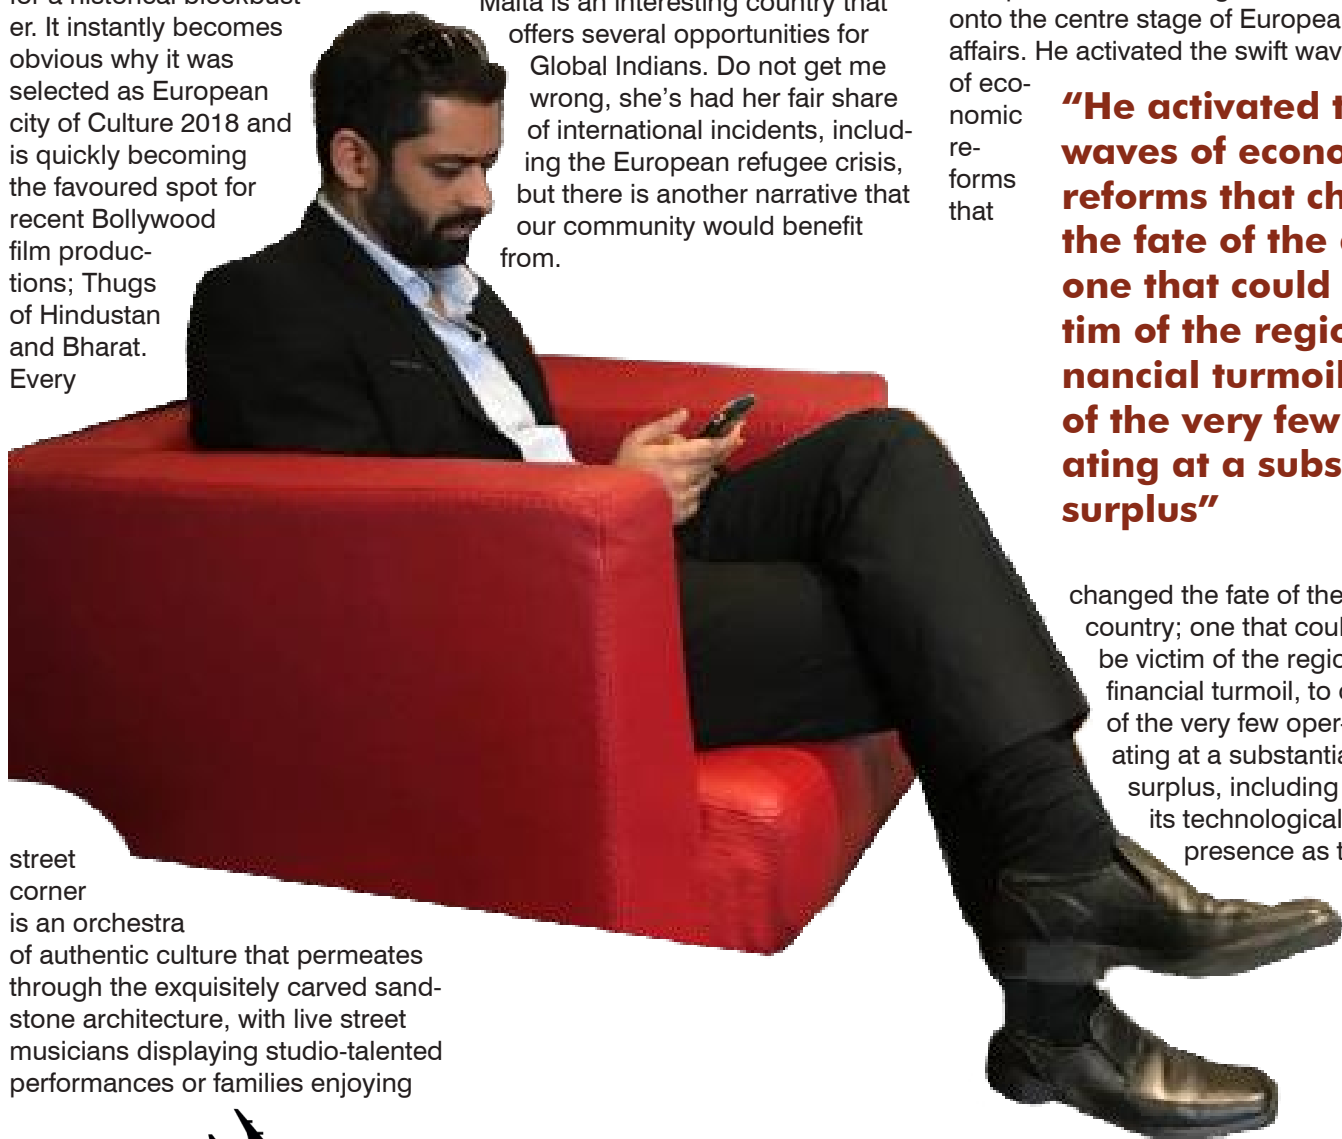 for a historical blockbust-
er. It instantly becomes
obvious why it was
selected as European
city of Culture 2018 and
is quickly becoming
the favoured spot for
recent Bollywood
film produc-
tions; Thugs
of Hindustan
and Bharat.
Every
street
corner
is an orchestra
of authentic culture that permeates
through the exquisitely carved sand-
stone architecture, with live street
musicians displaying studio-talented
performances or families enjoying
Malta is an interesting country that
offers several opportunities for
Global Indians. Do not get me
wrong, she's had her fair share
of international incidents, includ-
ing the European refugee crisis,
but there is another narrative that
our community would benefit
from.
onto the centre stage of Europea
affairs. He activated the swift wav
of eco-
nomic
re-
forms
that
“He activated t
waves of econo
reforms that ch
the fate of the
one that could
tim of the regio
nancial turmoil
of the very few
ating at a subs
surplus”
changed the fate of the
country; one that coul
be victim of the regio
financial turmoil, to
of the very few oper-
ating at a substantia
surplus, including
its technological
presence as t